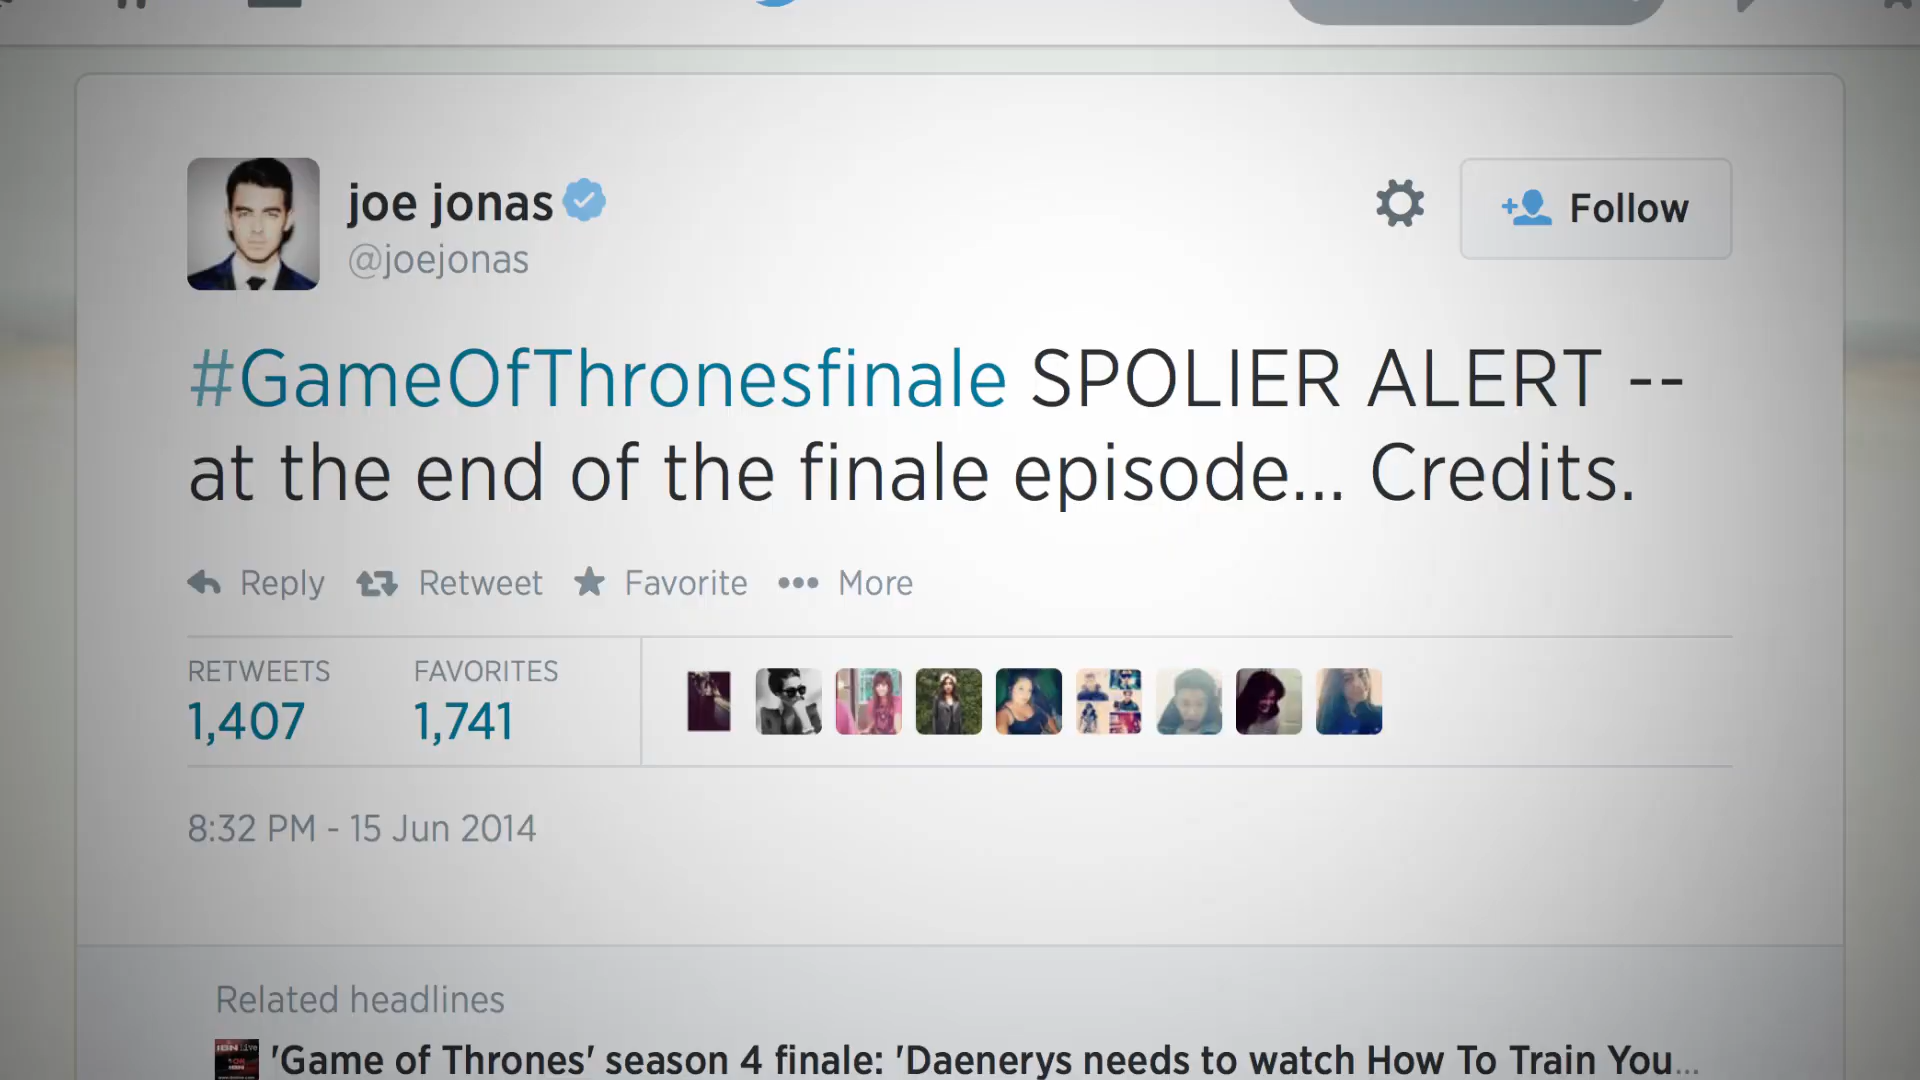 joe jonas
@joejonas
Follow
#GameOfThronesfinale SPOLIER ALERT --
at the end of the finale episode... Credits.
Reply Retweet Favorite More
RETWEETS FAVORITES
1,407 1,741
8:32 PM - 15 Jun 2014
Related headlines
'Game of Thrones' season 4 finale: 'Daenerys needs to watch How To Train You...